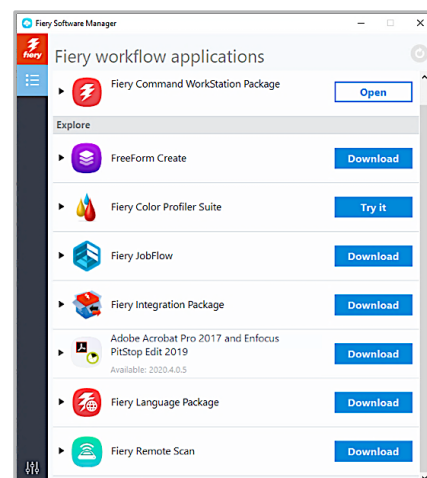 Fiery Software Manager
fiery
Fiery workflow applications
Fiery Command WorkStation Package
Open
Explore
FreeForm Create
Download
Fiery Color Profiler Suite
Try it
Fiery JobFlow
Download
Fiery Integration Package
Download
Adobe Acrobat Pro 2017 and Enfocus
PitStop Edit 2019
Available: 2020.4.0.5
Download
Fiery Language Package
Download
Fiery Remote Scan
Download